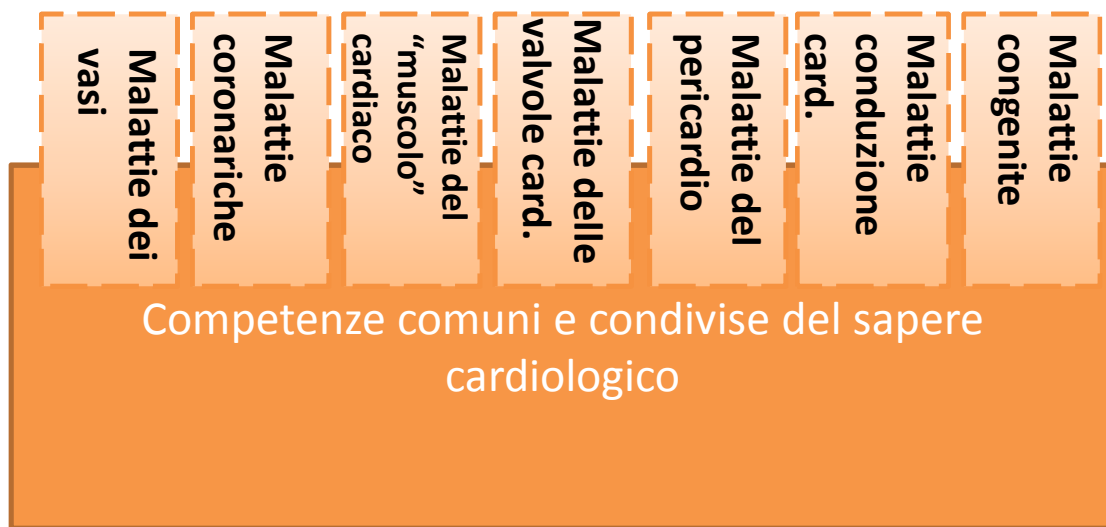 Malattie dei
vasi
Malattie
coronariche
Malattie del
“muscolo”
cardiaco
Malattie delle
valvole card.
Malattie del
pericardio
Malattie
conduzione
card.
Malattie
congenite
Competenze comuni e condivise del sapere
cardiologico